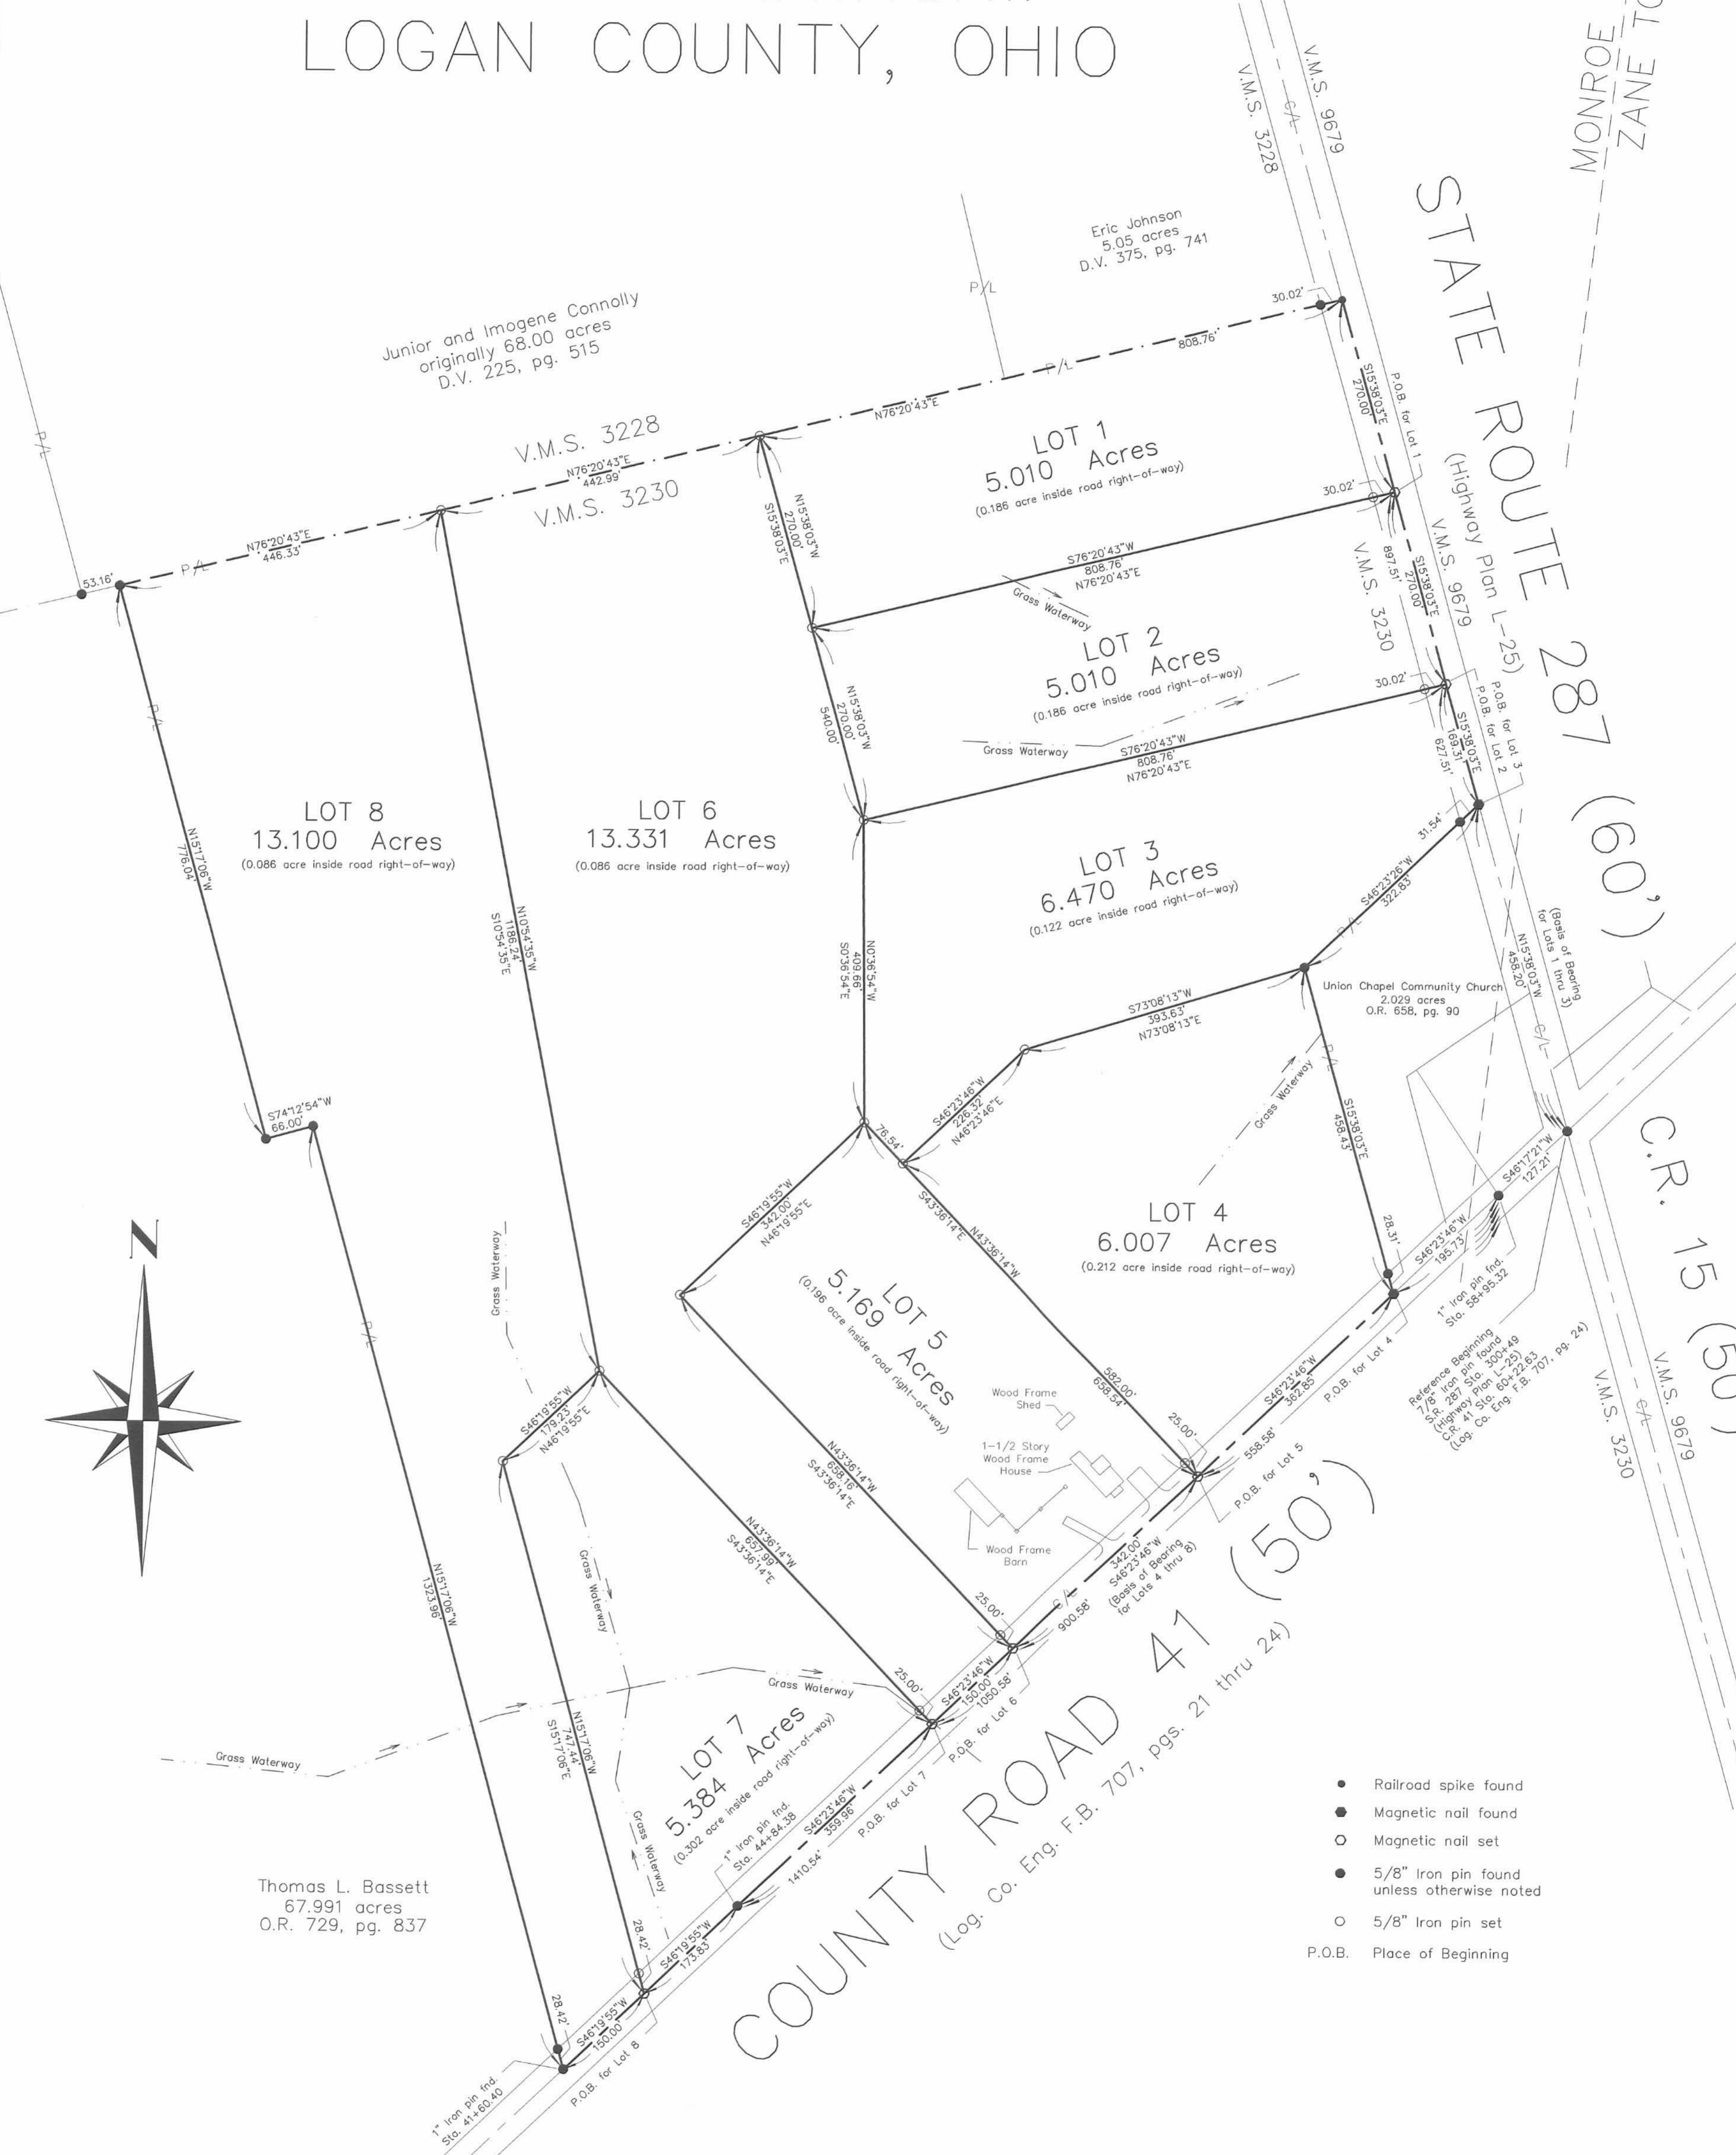 LOGAN COUNTY, OHIO
V.M.S. 3228
C/L
V.M.S. 9679
MONROE
ZANE TO
STATE ROUTE 287 (60')
(Highway Plan L-25)
Eric Johnson
5.05 acres
D.V. 375, pg. 741
P/L
Junior and Imogene Connolly
originally 68.00 acres
D.V. 225, pg. 515
P/L
V.M.S. 3228
N76°20'43"E
442.99'
V.M.S. 3230
N76°20'43"E
446.33'
P/L
53.16'
N76°20'43"E
P/L
808.76'
30.02'
S15°38'03"E
270.00'
P.O.B. for Lot 1
LOT 1
5.010 Acres
(0.186 acre inside road right-of-way)
N15°38'03"W
270.00'
S15°38'03"E
30.02'
S76°20'43"W
808.76'
N76°20'43"E
Grass Waterway
V.M.S. 3230
897.51'
S15°38'03"E
270.00'
V.M.S. 9679
LOT 2
5.010 Acres
(0.186 acre inside road right-of-way)
N15°38'03"W
270.00'
540.00'
Grass Waterway
30.02'
S76°20'43"W
808.76'
N76°20'43"E
S15°38'03"E
169.31'
627.51'
P.O.B. for Lot 3
P.O.B. for Lot 2
LOT 3
6.470 Acres
(0.122 acre inside road right-of-way)
31.54'
S46°23'26"W
322.83'
P/L
N0°36'54"W
409.66'
S0°36'54"E
S73°08'13"W
393.63'
N73°08'13"E
Union Chapel Community Church
2.029 acres
O.R. 658, pg. 90
N15°38'03"W
458.20'
(Basis of Bearing
for Lots 1 thru 3)
C/L
LOT 8
13.100 Acres
(0.086 acre inside road right-of-way)
P/L
N15°17'06"W
776.04'
LOT 6
13.331 Acres
(0.086 acre inside road right-of-way)
N10°54'35"W
1186.24'
S10°54'35"E
S46°23'46"W
226.32'
N46°23'46"E
76.54'
Grass Waterway
P/L
S15°38'03"E
458.43'
28.31'
LOT 4
6.007 Acres
(0.212 acre inside road right-of-way)
S46°17'21"W
127.21'
S46°23'46"W
195.73'
1" Iron pin fnd.
Sta. 58+95.32
Reference Beginning
7/8" Iron pin found
S.R. 287 Sta. 300+49
(Highway Plan L-25)
C.R. 41 Sta. 60+22.63
(Log. Co. Eng. F.B. 707, pg. 24)
C.R. 15 (50')
V.M.S. 3230
C/L
V.M.S. 9679
S74°12'54"W
66.00'
P/L
N
S46°19'55"W
342.00'
N46°19'55"E
S43°36'14"E
N43°36'14"W
582.00'
658.54'
25.00'
LOT 5
5.169 Acres
(0.196 acre inside road right-of-way)
Wood Frame
Shed
1-1/2 Story
Wood Frame
House
Wood Frame
Barn
S46°23'46"W
362.85'
P.O.B. for Lot 4
558.58'
P.O.B. for Lot 5
Grass Waterway
S46°19'55"W
179.23'
N46°19'55"E
N43°36'14"W
658.16'
S43°36'14"E
25.00'
342.00'
S46°23'46"W
(Basis of Bearing
for Lots 4 thru 8)
C/L
900.58'
N43°36'14"W
657.99'
S43°36'14"E
25.00'
S46°23'46"W
150.00'
1050.58'
P.O.B. for Lot 6
Grass Waterway
Grass Waterway
Grass Waterway
N15°17'06"W
1323.96'
N15°17'06"W
747.44'
S15°17'06"E
LOT 7
5.384 Acres
(0.302 acre inside road right-of-way)
Grass Waterway
1" Iron pin fnd.
Sta. 44+84.38
S46°23'46"W
359.96'
P.O.B. for Lot 7
1410.54'
COUNTY ROAD 41 (50')
(Log. Co. Eng. F.B. 707, pgs. 21 thru 24)
Thomas L. Bassett
67.991 acres
O.R. 729, pg. 837
28.42'
S46°19'55"W
173.83'
28.42'
S46°19'55"W
150.00'
P.O.B. for Lot 8
1" Iron pin fnd.
Sta. 41+60.40
Railroad spike found
Magnetic nail found
Magnetic nail set
5/8" Iron pin found
unless otherwise noted
5/8" Iron pin set
P.O.B. Place of Beginning